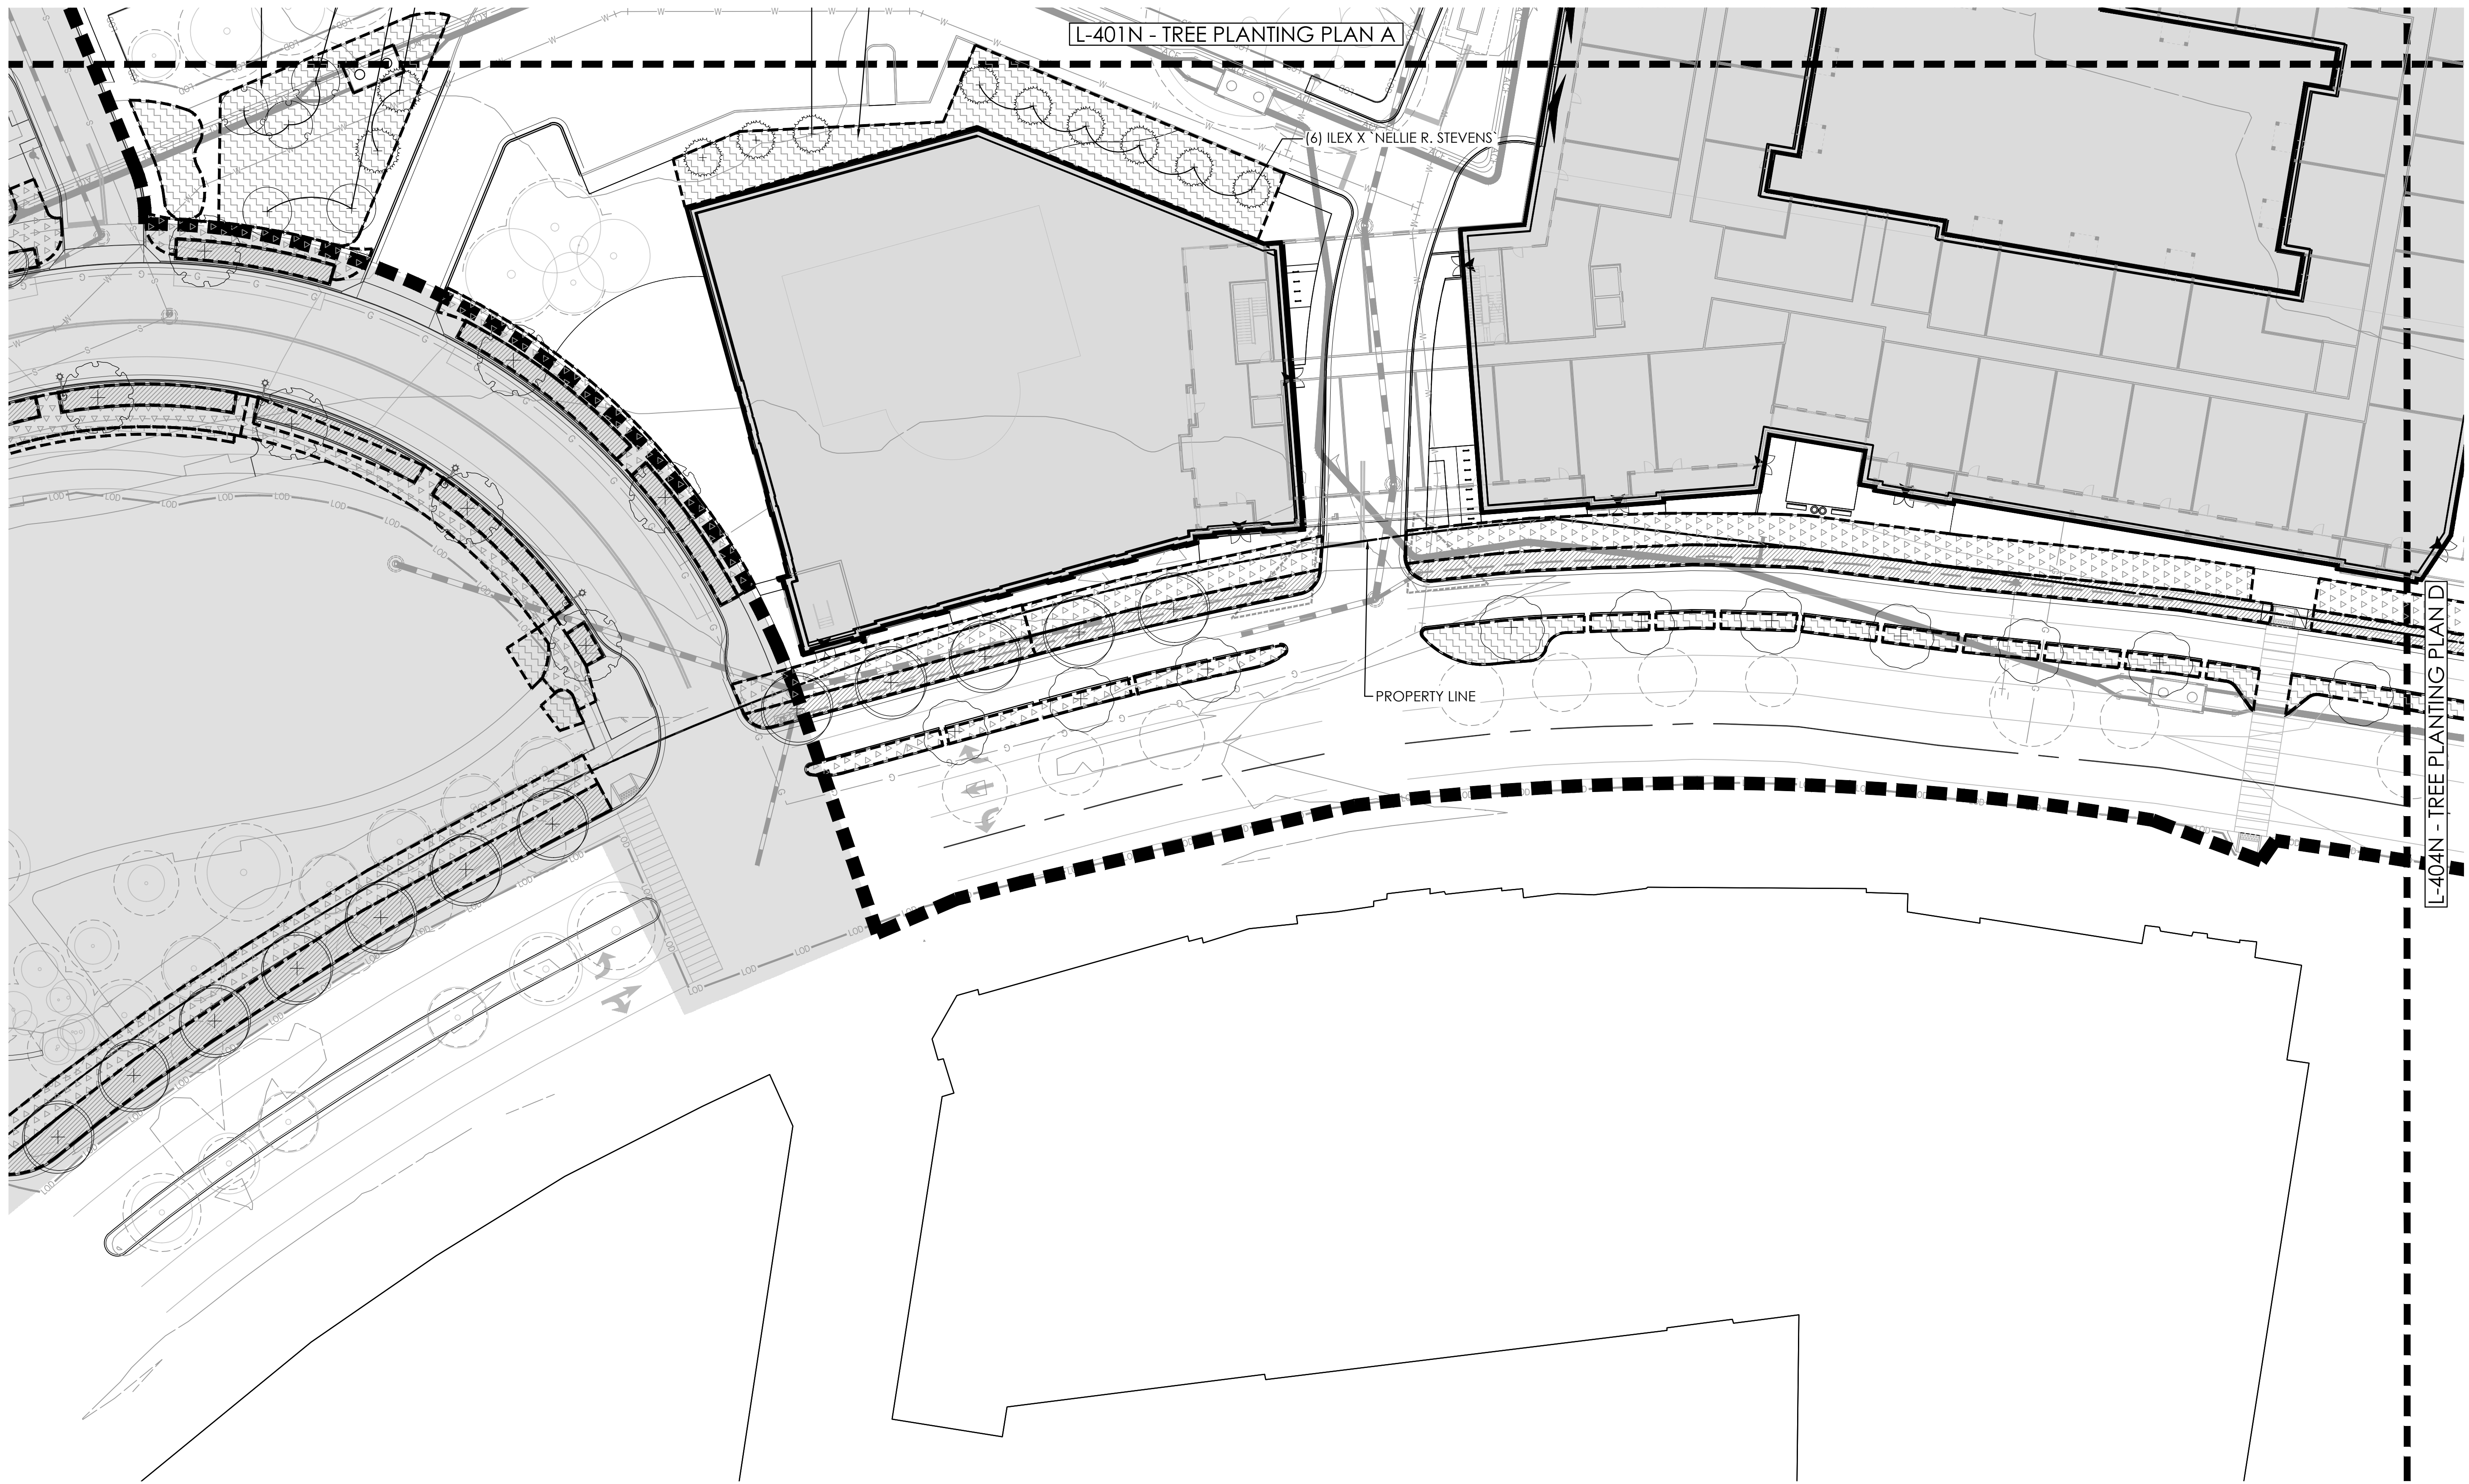 L-401N - TREE PLANTING PLAN A
(6) ILEX X `NELLIE R. STEVENS`
PROPERTY LINE
L-404N - TREE PLANTING PLAN D